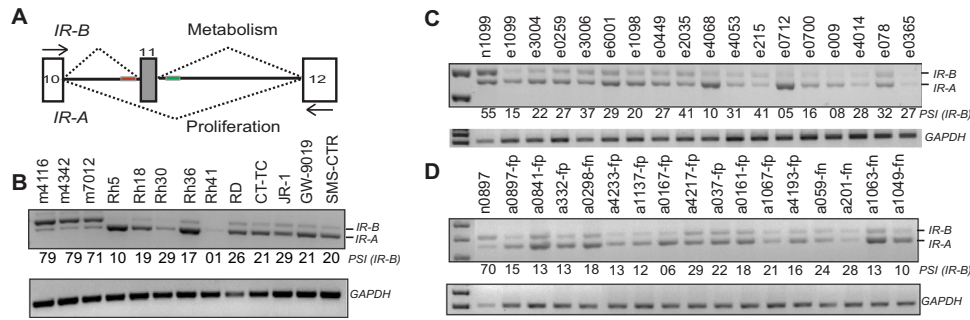 A
IR-B
11
Metabolism
10
12
IR-A
Proliferation
B
m4116 m4342 m7012 Rh5 Rh18 Rh30 Rh36 Rh41 RD CT-TC JR-1 GW-9019 SMS-CTR
IR-B
IR-A
79 79 71 10 19 29 17 01 26 21 29 21 20 PSI (IR-B)
GAPDH
C
n1099 e1099 e3004 e0259 e3006 e6001 e1098 e0449 e2035 e4068 e4053 e215 e0712 e0700 e009 e4014 e078 e0365
IR-B
IR-A
55 15 22 27 37 29 20 27 41 10 31 41 05 16 08 28 32 27 PSI (IR-B)
GAPDH
D
n0897 a0897-fp a0841-fp a332-fp a0298-fn a4233-fp a1137-fp a0167-fp a4217-fp a037-fp a0161-fp a1067-fp a4193-fp a059-fn a201-fn a1063-fn a1049-fn
IR-B
IR-A
70 15 13 13 18 13 12 06 29 22 18 21 16 24 28 13 10 PSI (IR-B)
GAPDH